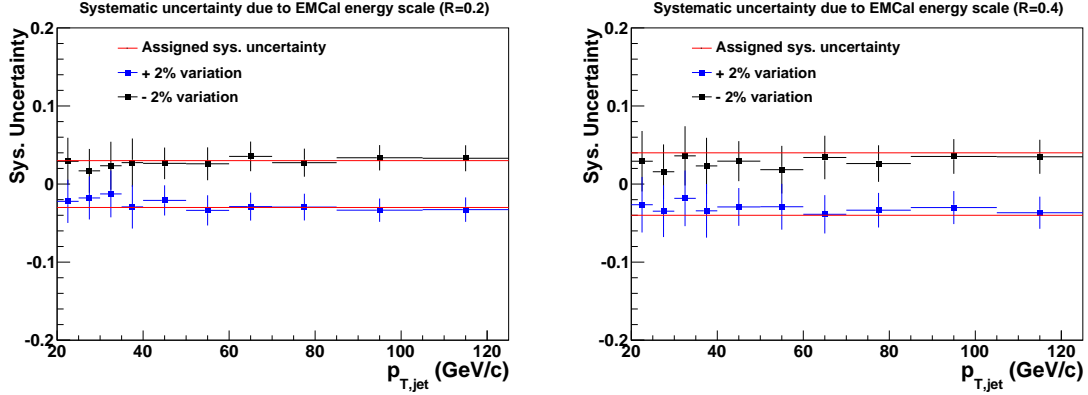 Systematic uncertainty due to EMCal energy scale (R=0.2)
Sys. Uncertainty
0.2
0.1
0
-0.1
-0.2
Assigned sys. uncertainty
+ 2% variation
- 2% variation
20 40 60 80 100 120
p_T,jet (GeV/c)
Systematic uncertainty due to EMCal energy scale (R=0.4)
Sys. Uncertainty
0.2
0.1
0
-0.1
-0.2
Assigned sys. uncertainty
+ 2% variation
- 2% variation
20 40 60 80 100 120
p_T,jet (GeV/c)